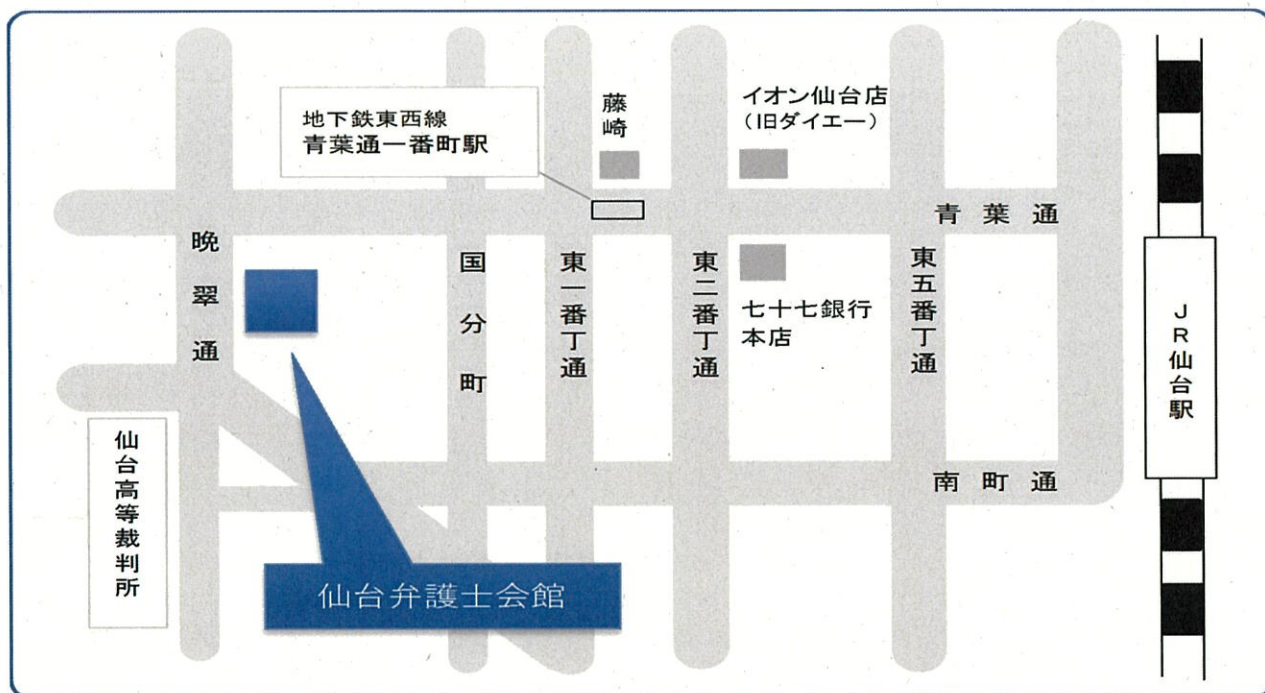 地下鉄東西線
青葉通一番町駅
藤崎
イオン仙台店
（旧ダイエー）
青葉通
晩翠通
国分町
東一番丁通
東二番丁通
七十七銀行
本店
東五番丁通
JR仙台駅
仙台高等裁判所
南町通
仙台弁護士会館